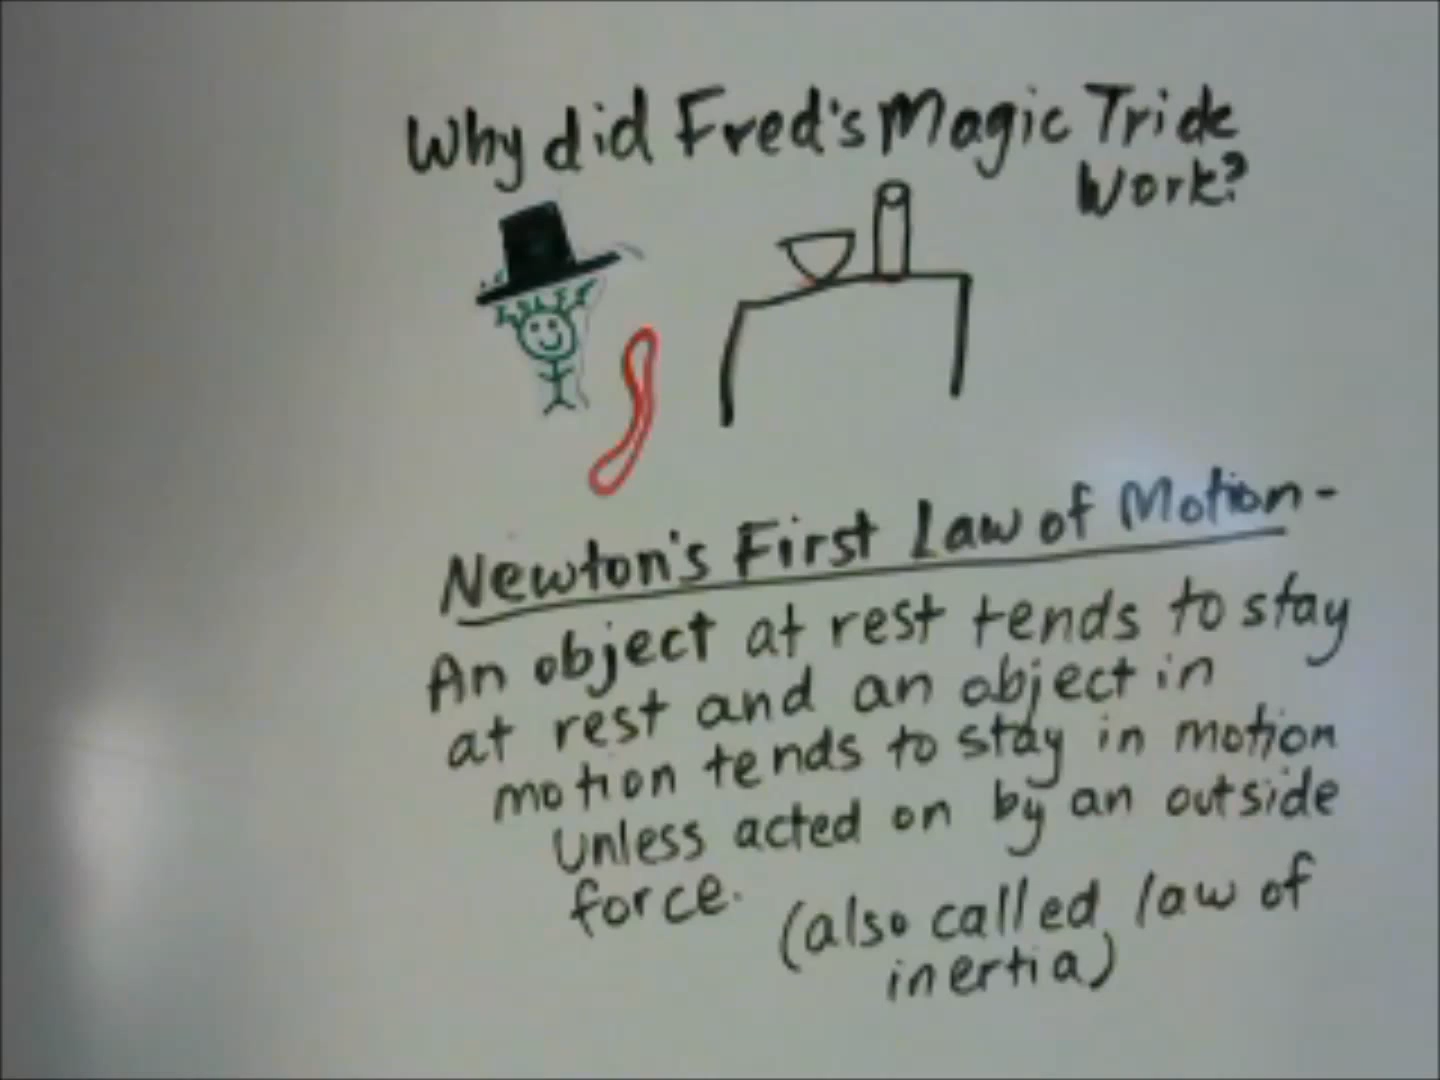 Why did Fred's Magic Trick
Work?
Newton's First Law of Motion-
An object at rest tends to stay
at rest and an object in
motion tends to stay in motion
Unless acted on by an outside
force. (also called law of
inertia)